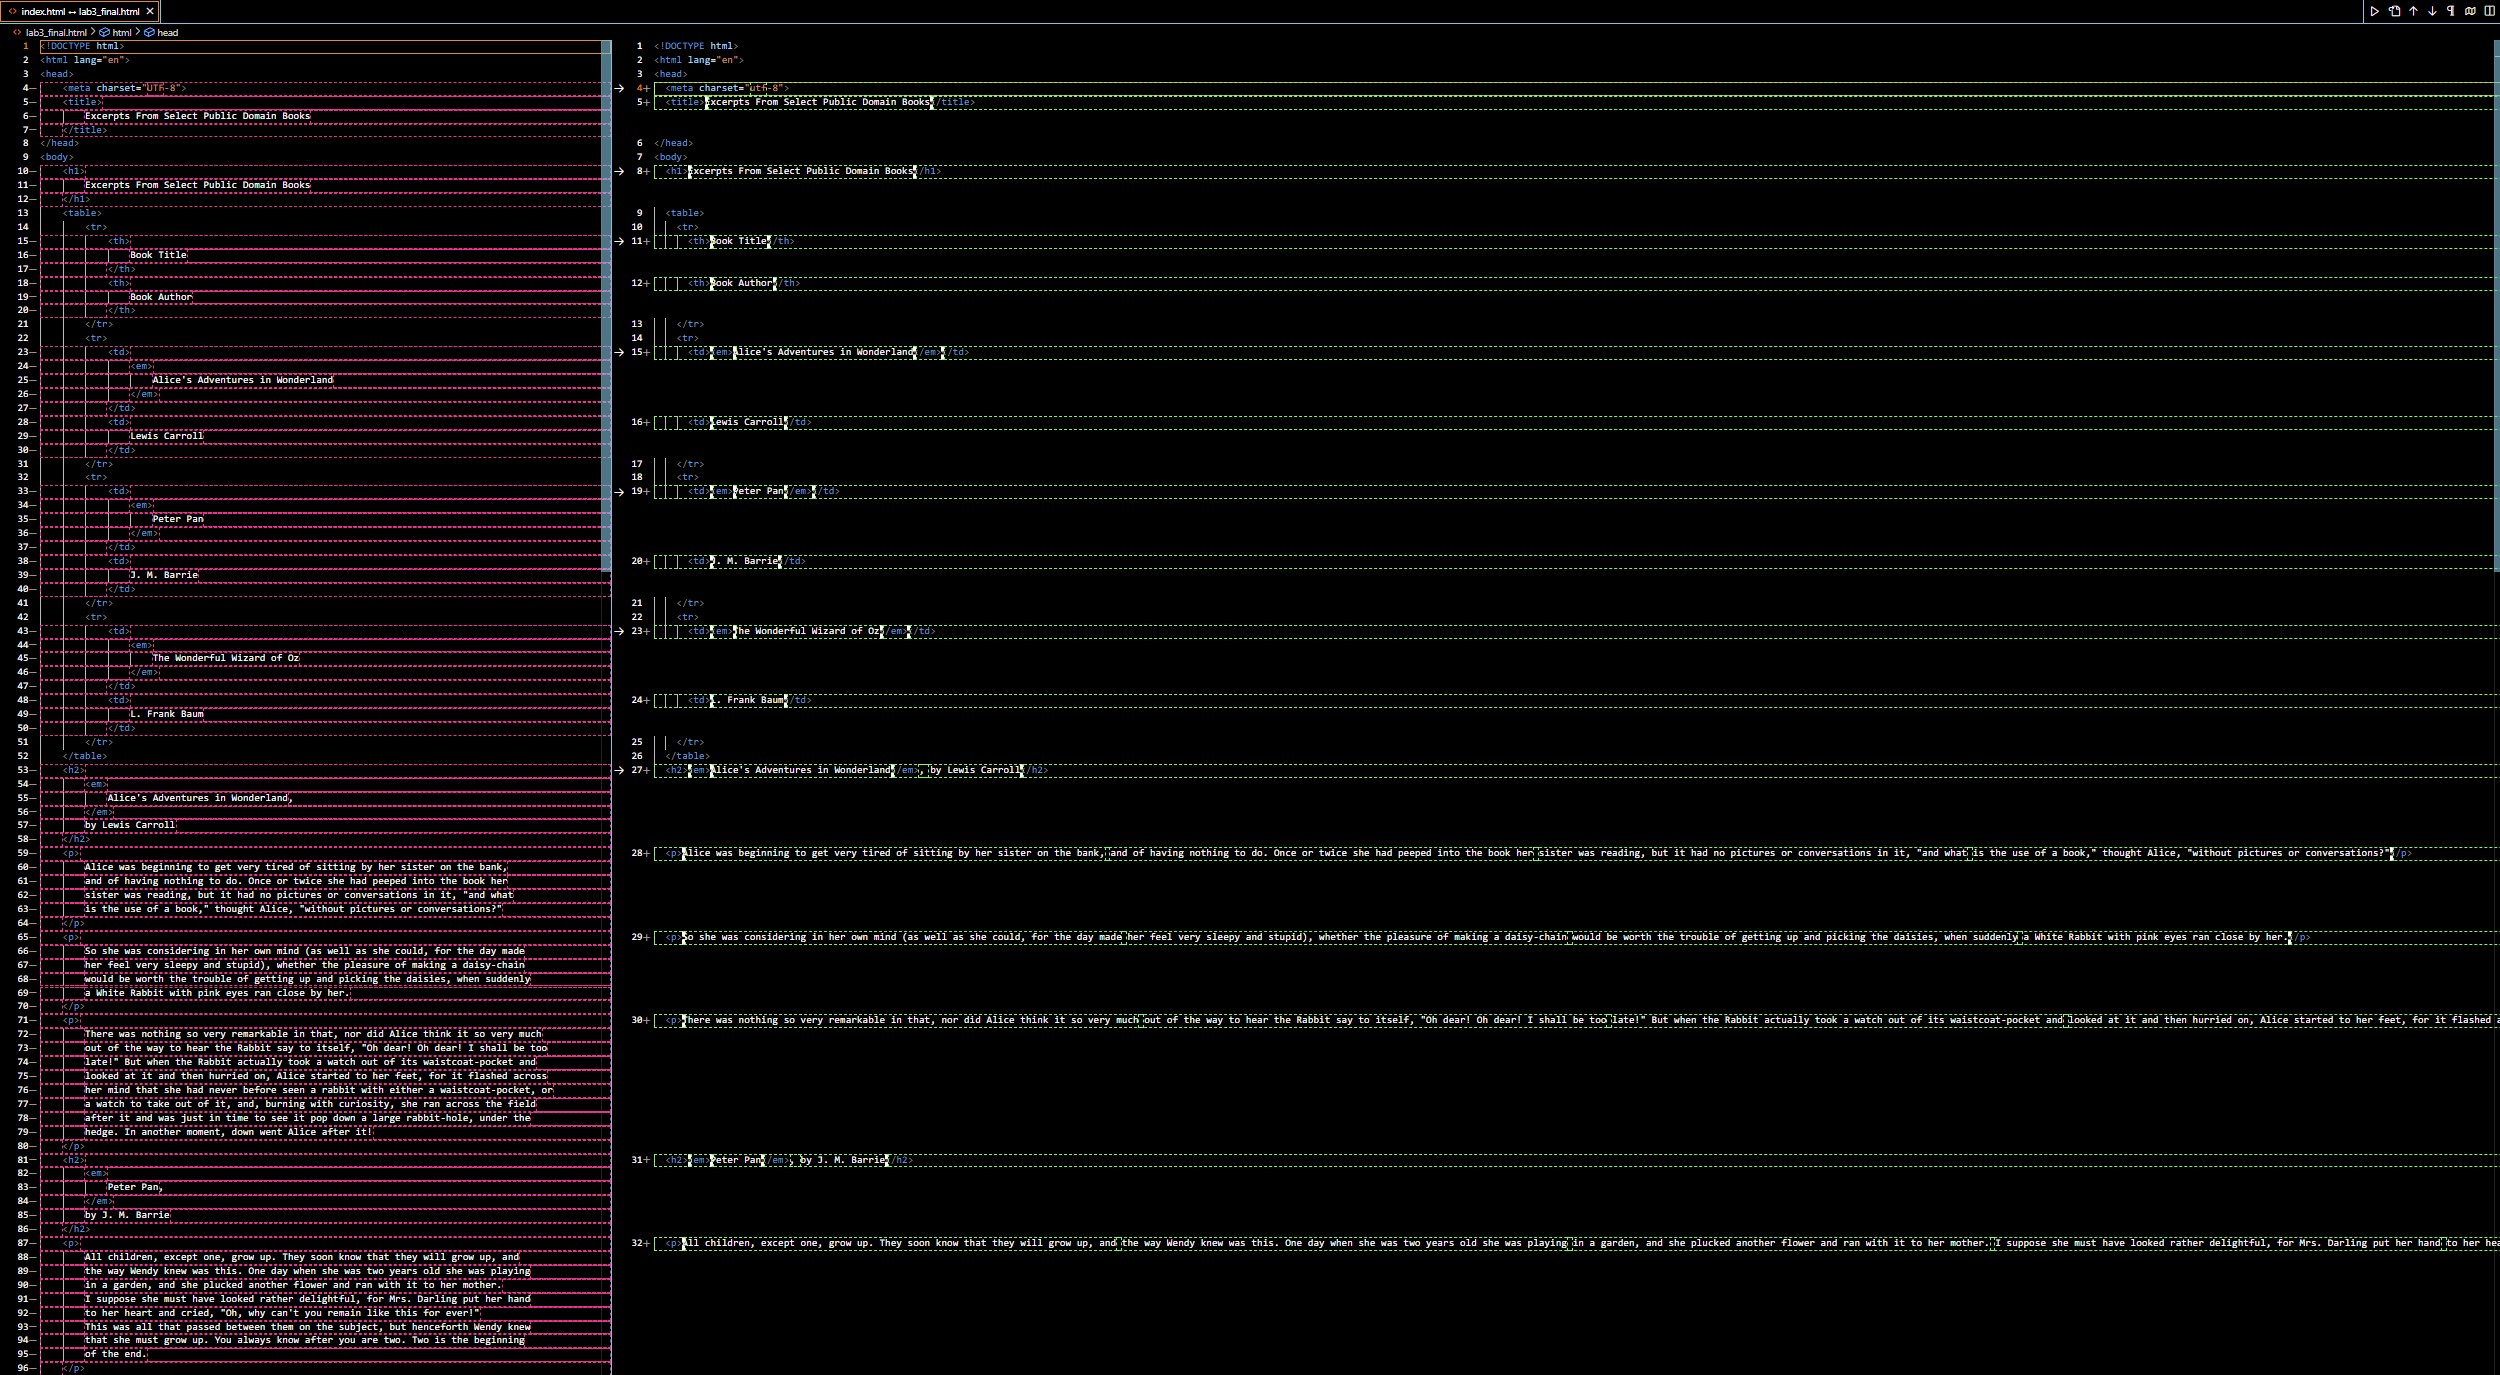 index.html ↔ lab3_final.html
lab3_final.html > html > head
1 <!DOCTYPE html>
2 <html lang="en">
3 <head>
4 <meta charset="UTf-8">
5 <title>
6 Excerpts From Select Public Domain Books
7 </title>
8 </head>
9 <body>
10 <h1>
11 Excerpts From Select Public Domain Books
12 </h1>
13 <table>
14 <tr>
15 <th>
16 Book Title
17 </th>
18 <th>
19 Book Author
20 </th>
21 </tr>
22 <tr>
23 <td>
24 <em>
25 Alice's Adventures in Wonderland
26 </em>
27 </td>
28 <td>
29 Lewis Carroll
30 </td>
31 </tr>
32 <tr>
33 <td>
34 <em>
35 Peter Pan
36 </em>
37 </td>
38 <td>
39 J. M. Barrie
40 </td>
41 </tr>
42 <tr>
43 <td>
44 <em>
45 The Wonderful Wizard of Oz
46 </em>
47 </td>
48 <td>
49 L. Frank Baum
50 </td>
51 </tr>
52 </table>
53 <h2>
54 <em>
55 Alice's Adventures in Wonderland,
56 </em>
57 by Lewis Carroll
58 </h2>
59 <p>
60 Alice was beginning to get very tired of sitting by her sister on the bank,
61 and of having nothing to do. Once or twice she had peeped into the book her
62 sister was reading, but it had no pictures or conversations in it, "and what
63 is the use of a book," thought Alice, "without pictures or conversations?"
64 </p>
65 <p>
66 So she was considering in her own mind (as well as she could, for the day made
67 her feel very sleepy and stupid), whether the pleasure of making a daisy-chain
68 would be worth the trouble of getting up and picking the daisies, when suddenly
69 a White Rabbit with pink eyes ran close by her.
70 </p>
71 <p>
72 There was nothing so very remarkable in that, nor did Alice think it so very much
73 out of the way to hear the Rabbit say to itself, "Oh dear! Oh dear! I shall be too
74 late!" But when the Rabbit actually took a watch out of its waistcoat-pocket and
75 looked at it and then hurried on, Alice started to her feet, for it flashed across
76 her mind that she had never before seen a rabbit with either a waistcoat-pocket, or
77 a watch to take out of it, and, burning with curiosity, she ran across the field
78 after it and was just in time to see it pop down a large rabbit-hole, under the
79 hedge. In another moment, down went Alice after it!
80 </p>
81 <h2>
82 <em>
83 Peter Pan,
84 </em>
85 by J. M. Barrie
86 </h2>
87 <p>
88 All children, except one, grow up. They soon know that they will grow up, and
89 the way Wendy knew was this. One day when she was two years old she was playing
90 in a garden, and she plucked another flower and ran with it to her mother.
91 I suppose she must have looked rather delightful, for Mrs. Darling put her hand
92 to her heart and cried, "Oh, why can't you remain like this for ever!"
93 This was all that passed between them on the subject, but henceforth Wendy knew
94 that she must grow up. You always know after you are two. Two is the beginning
95 of the end.
96 </p>
1 <!DOCTYPE html>
2 <html lang="en">
3 <head>
4+ <meta charset="utf-8">
5+ <title>Excerpts From Select Public Domain Books</title>
6 </head>
7 <body>
8+ <h1>Excerpts From Select Public Domain Books</h1>
9 <table>
10 <tr>
11+ <th>Book Title</th>
12+ <th>Book Author</th>
13 </tr>
14 <tr>
15+ <td><em>Alice's Adventures in Wonderland</em></td>
16+ <td>Lewis Carroll</td>
17 </tr>
18 <tr>
19+ <td><em>Peter Pan</em></td>
20+ <td>J. M. Barrie</td>
21 </tr>
22 <tr>
23+ <td><em>The Wonderful Wizard of Oz</em></td>
24+ <td>L. Frank Baum</td>
25 </tr>
26 </table>
27+ <h2><em>Alice's Adventures in Wonderland</em>, by Lewis Carroll</h2>
28+ <p>Alice was beginning to get very tired of sitting by her sister on the bank, and of having nothing to do. Once or twice she had peeped into the book her sister was reading, but it had no pictures or conversations in it, "and what is the use of a book," thought Alice, "without pictures or conversations?"</p>
29+ <p>So she was considering in her own mind (as well as she could, for the day made her feel very sleepy and stupid), whether the pleasure of making a daisy-chain would be worth the trouble of getting up and picking the daisies, when suddenly a White Rabbit with pink eyes ran close by her.</p>
30+ <p>There was nothing so very remarkable in that, nor did Alice think it so very much out of the way to hear the Rabbit say to itself, "Oh dear! Oh dear! I shall be too late!" But when the Rabbit actually took a watch out of its waistcoat-pocket and looked at it and then hurried on, Alice started to her feet, for it flashed a
31+ <h2><em>Peter Pan</em>, by J. M. Barrie</h2>
32+ <p>All children, except one, grow up. They soon know that they will grow up, and the way Wendy knew was this. One day when she was two years old she was playing in a garden, and she plucked another flower and ran with it to her mother. I suppose she must have looked rather delightful, for Mrs. Darling put her hand to her hea